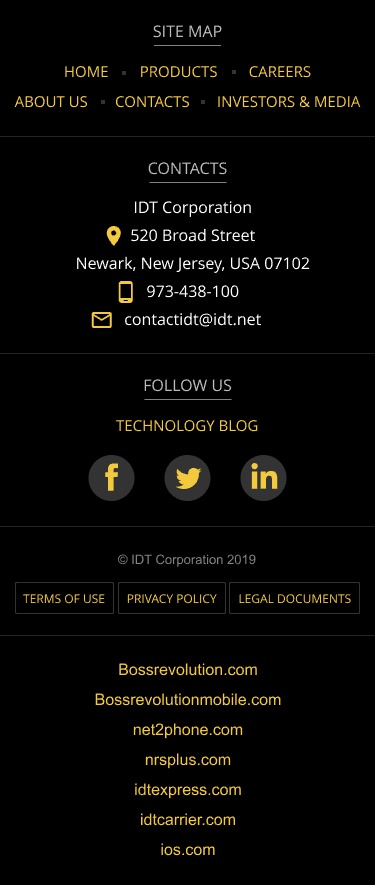 SITE MAP
HOME PRODUCTS CAREERS
ABOUT US CONTACTS INVESTORS & MEDIA
CONTACTS
IDT Corporation
520 Broad Street
Newark, New Jersey, USA 07102
973-438-100
contactidt@idt.net
FOLLOW US
TECHNOLOGY BLOG
© IDT Corporation 2019
TERMS OF USE PRIVACY POLICY LEGAL DOCUMENTS
Bossrevolution.com
Bossrevolutionmobile.com
net2phone.com
nrsplus.com
idtexpress.com
idtcarrier.com
ios.com